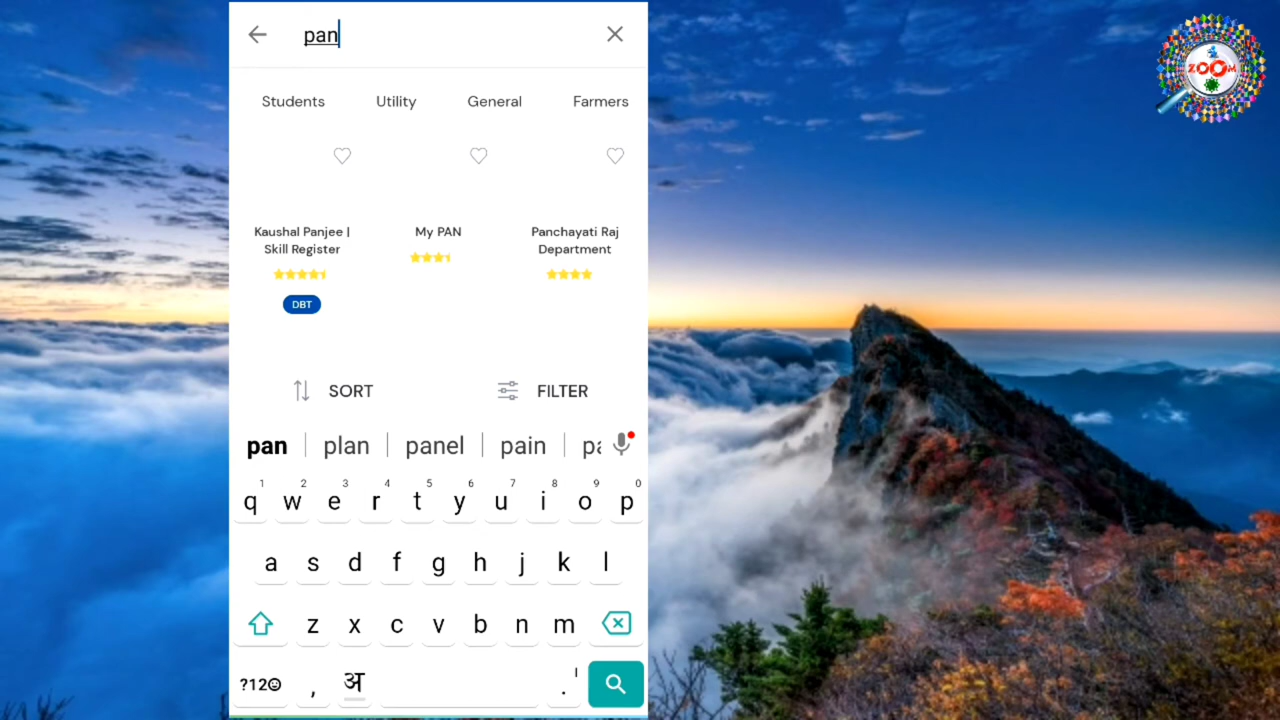 pan
Students Utility General Farmers
Kaushal Panjee |
Skill Register
My PAN
Panchayati Raj
Department
DBT
SORT FILTER
pan plan panel pain pa
1 2 3 4 5 6 7 8 9 0
q w e r t y u i o p
a s d f g h j k l
z x c v b n m
?12 , अ . '
ZOOM